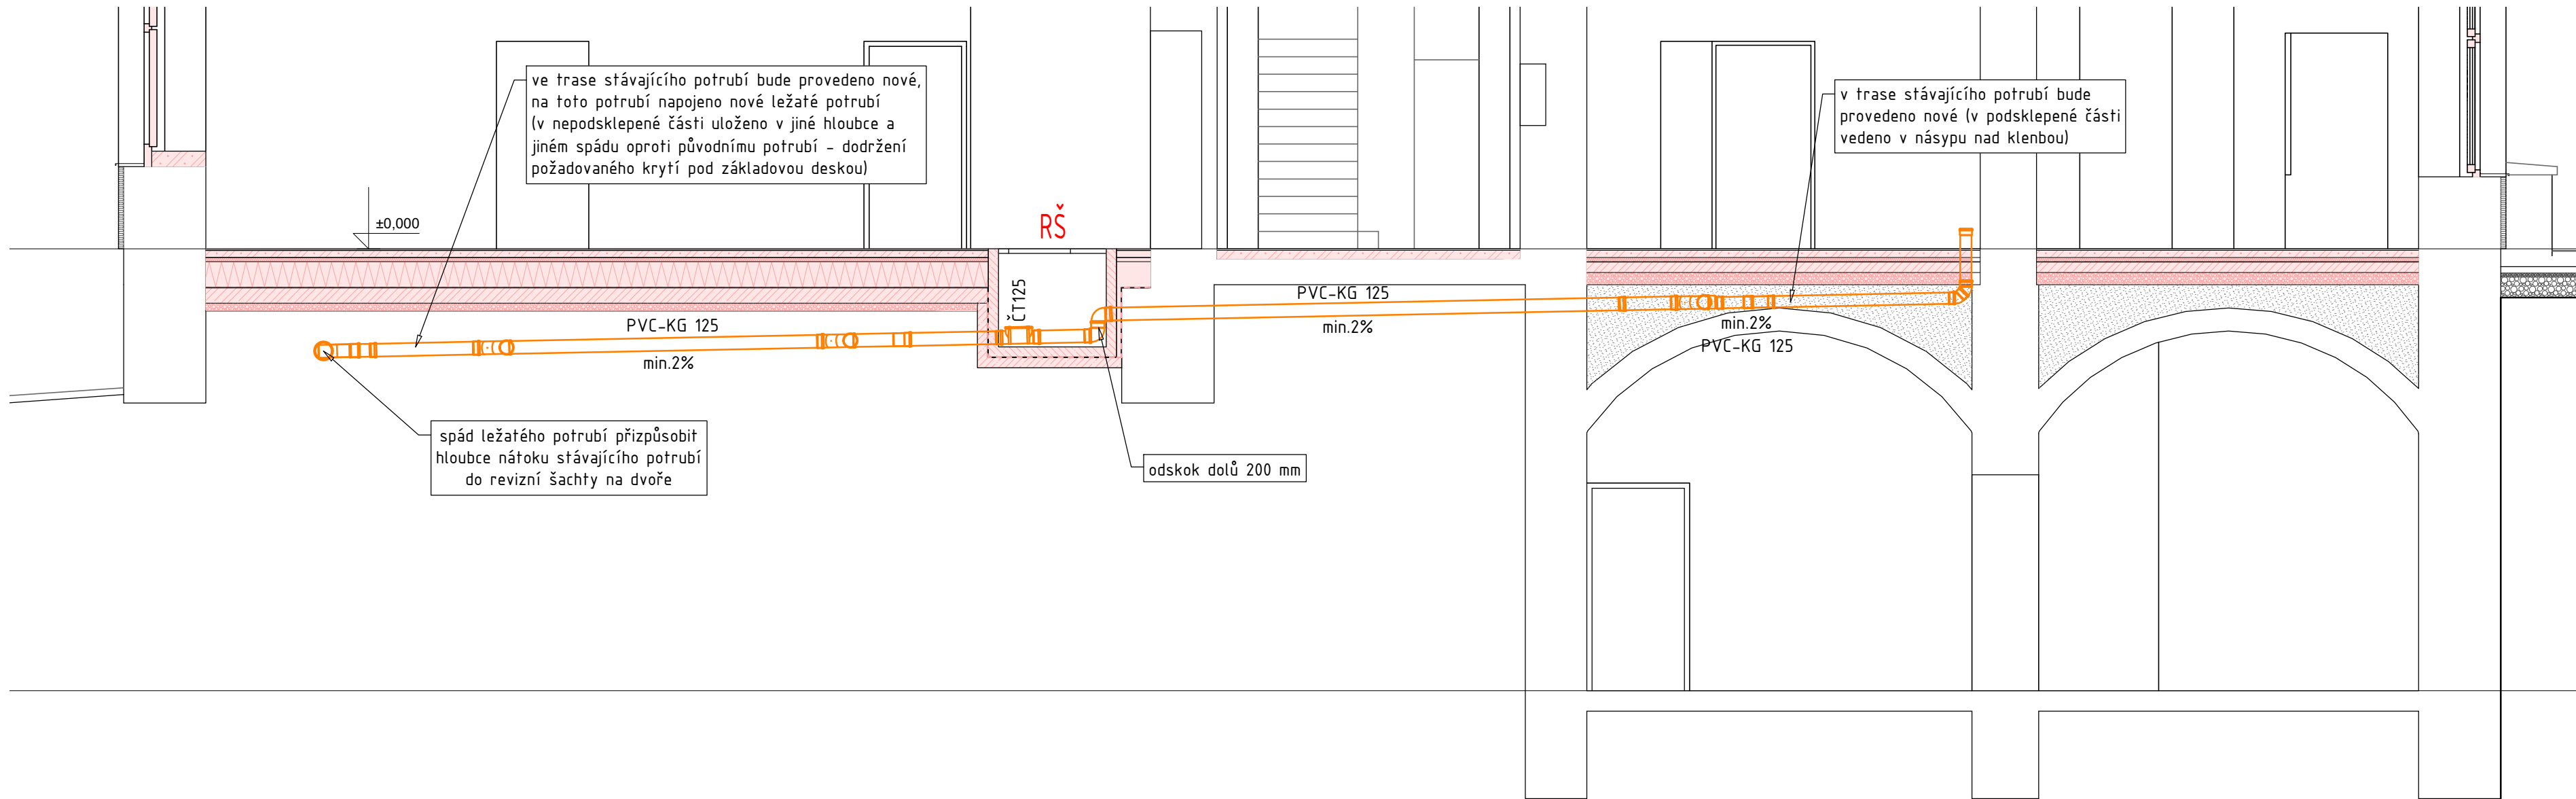 ve trase stávajícího potrubí bude provedeno nové,
na toto potrubí napojeno nové ležaté potrubí
(v nepodsklepené části uloženo v jiné hloubce a
jiném spádu oproti původnímu potrubí - dodržení
požadovaného krytí pod základovou deskou)
v trase stávajícího potrubí bude
provedeno nové (v podsklepené části
vedeno v násypu nad klenbou)
±0,000
RŠ
ČT125
PVC-KG 125
min.2%
PVC-KG 125
min.2%
min.2%
PVC-KG 125
spád ležatého potrubí přizpůsobit
hloubce nátoku stávajícího potrubí
do revizní šachty na dvoře
odskok dolů 200 mm